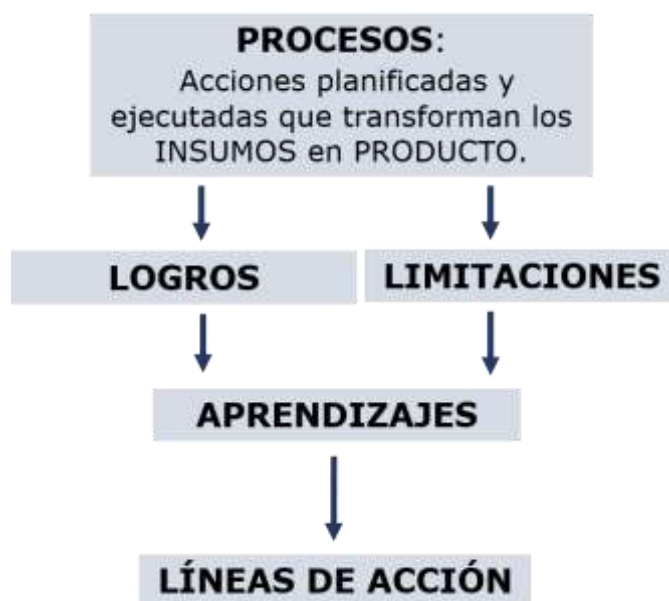 PROCESOS:
Acciones planificadas y
ejecutadas que transforman los
INSUMOS en PRODUCTO.
LOGROS
LIMITACIONES
APRENDIZAJES
LÍNEAS DE ACCIÓN